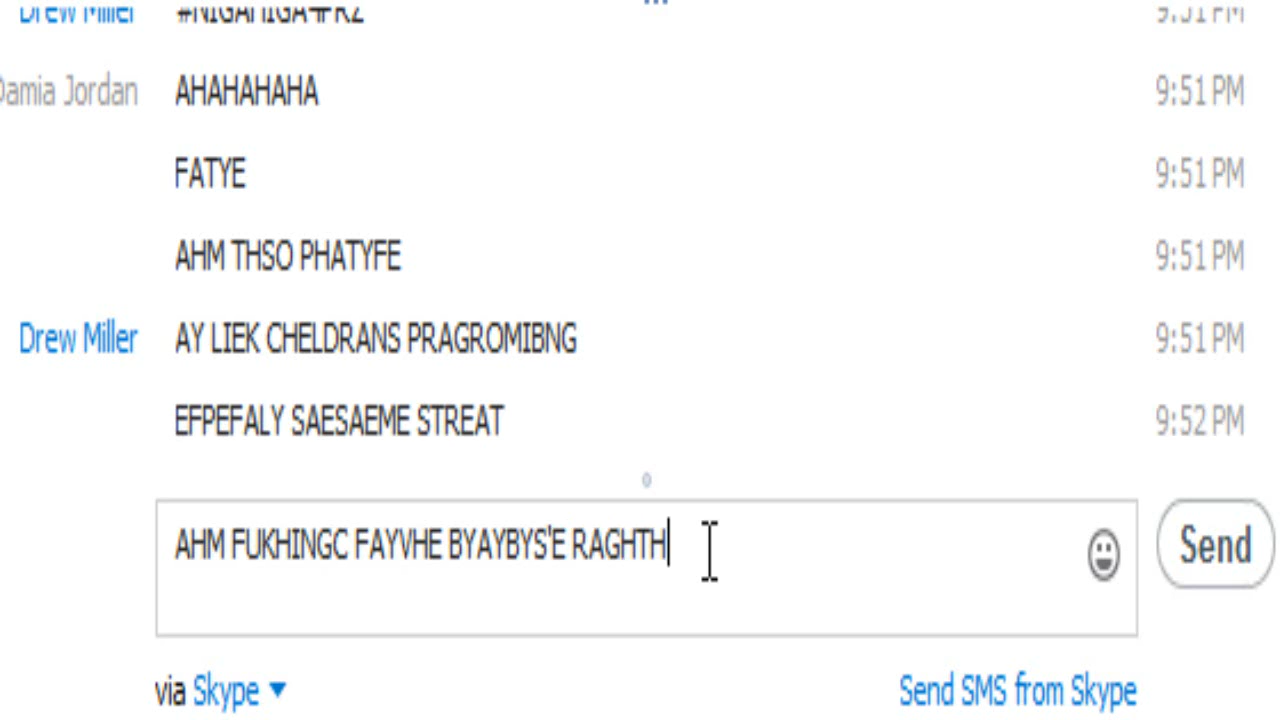 Drew Miller
Damia Jordan AHAHAHAHA 9:51 PM
FATYE 9:51 PM
AHM THSO PHATYFE 9:51 PM
Drew Miller AY LIEK CHELDRANS PRAGROMIBNG 9:51 PM
EFPEFALY SAESAEME STREAT 9:52 PM
AHM FUKHINGC FAYVHE BYAYBYS'E RAGHTH
Send
via Skype
Send SMS from Skype